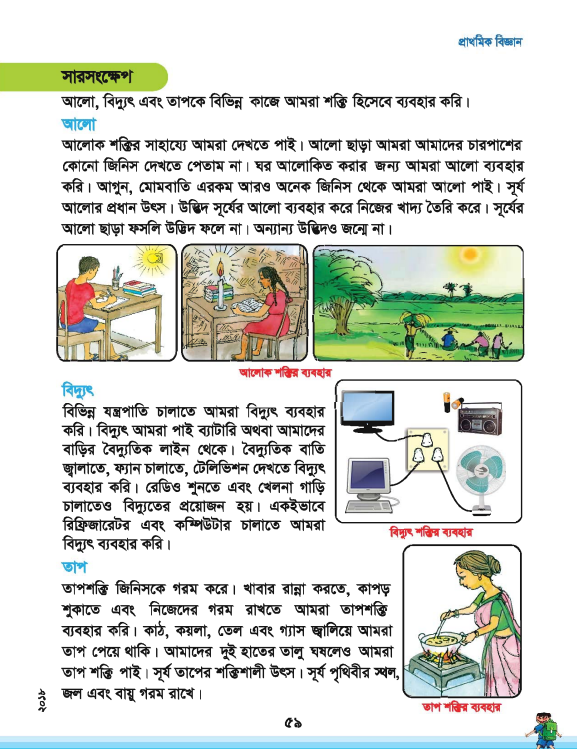 প্রাথমিক বিজ্ঞান
সারসংক্ষেপ
আলো, বিদ্যুৎ এবং তাপকে বিভিন্ন কাজে আমরা শক্তি হিসেবে ব্যবহার করি।
আলো
আলোক শক্তির সাহায্যে আমরা দেখতে পাই। আলো ছাড়া আমরা আমাদের চারপাশের
কোনো জিনিস দেখতে পেতাম না। ঘর আলোকিত করার জন্য আমরা আলো ব্যবহার
করি। আগুন, মোমবাতি এরকম আরও অনেক জিনিস থেকে আমরা আলো পাই। সূর্য
আলোর প্রধান উৎস। উদ্ভিদ সূর্যের আলো ব্যবহার করে নিজের খাদ্য তৈরি করে। সূর্যের
আলো ছাড়া ফসলি উদ্ভিদ ফলে না। অন্যান্য উদ্ভিদও জন্মে না।
আলোক শক্তির ব্যবহার
বিদ্যুৎ
বিভিন্ন যন্ত্রপাতি চালাতে আমরা বিদ্যুৎ ব্যবহার
করি। বিদ্যুৎ আমরা পাই ব্যাটারি অথবা আমাদের
বাড়ির বৈদ্যুতিক লাইন থেকে। বৈদ্যুতিক বাতি
জ্বালাতে, ফ্যান চালাতে, টেলিভিশন দেখতে বিদ্যুৎ
ব্যবহার করি। রেডিও শুনতে এবং খেলনা গাড়ি
চালাতেও বিদ্যুতের প্রয়োজন হয়। একইভাবে
রিফ্রিজারেটর এবং কম্পিউটার চালাতে আমরা
বিদ্যুৎ ব্যবহার করি।
বিদ্যুৎ শক্তির ব্যবহার
তাপ
তাপশক্তি জিনিসকে গরম করে। খাবার রান্না করতে, কাপড়
শুকাতে এবং নিজেদের গরম রাখতে আমরা তাপশক্তি
ব্যবহার করি। কাঠ, কয়লা, তেল এবং গ্যাস জ্বালিয়ে আমরা
তাপ পেয়ে থাকি। আমাদের দুই হাতের তালু ঘষলেও আমরা
তাপ শক্তি পাই। সূর্য তাপের শক্তিশালী উৎস। সূর্য পৃথিবীর স্থল,
জল এবং বায়ু গরম রাখে।
তাপ শক্তির ব্যবহার
২০১৮
৫৯